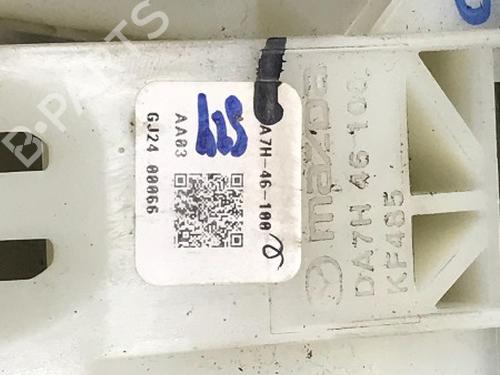 mazda
DA7H 46 100
KF485
A7H-46-100
AA03
GJ24 00066
B-PARTS